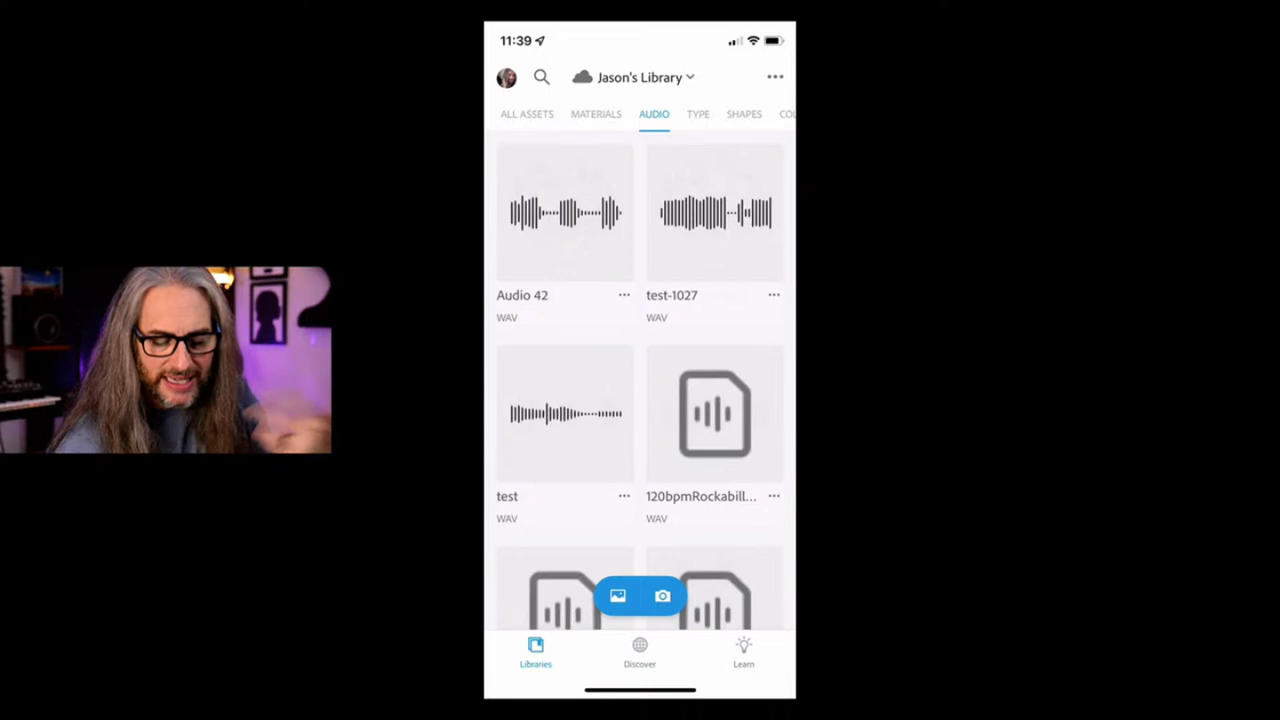 11:39
Jason's Library
ALL ASSETS MATERIALS AUDIO TYPE SHAPES COL
Audio 42 test-1027
WAV WAV
test 120bpmRockabill...
WAV WAV
Libraries Discover Learn